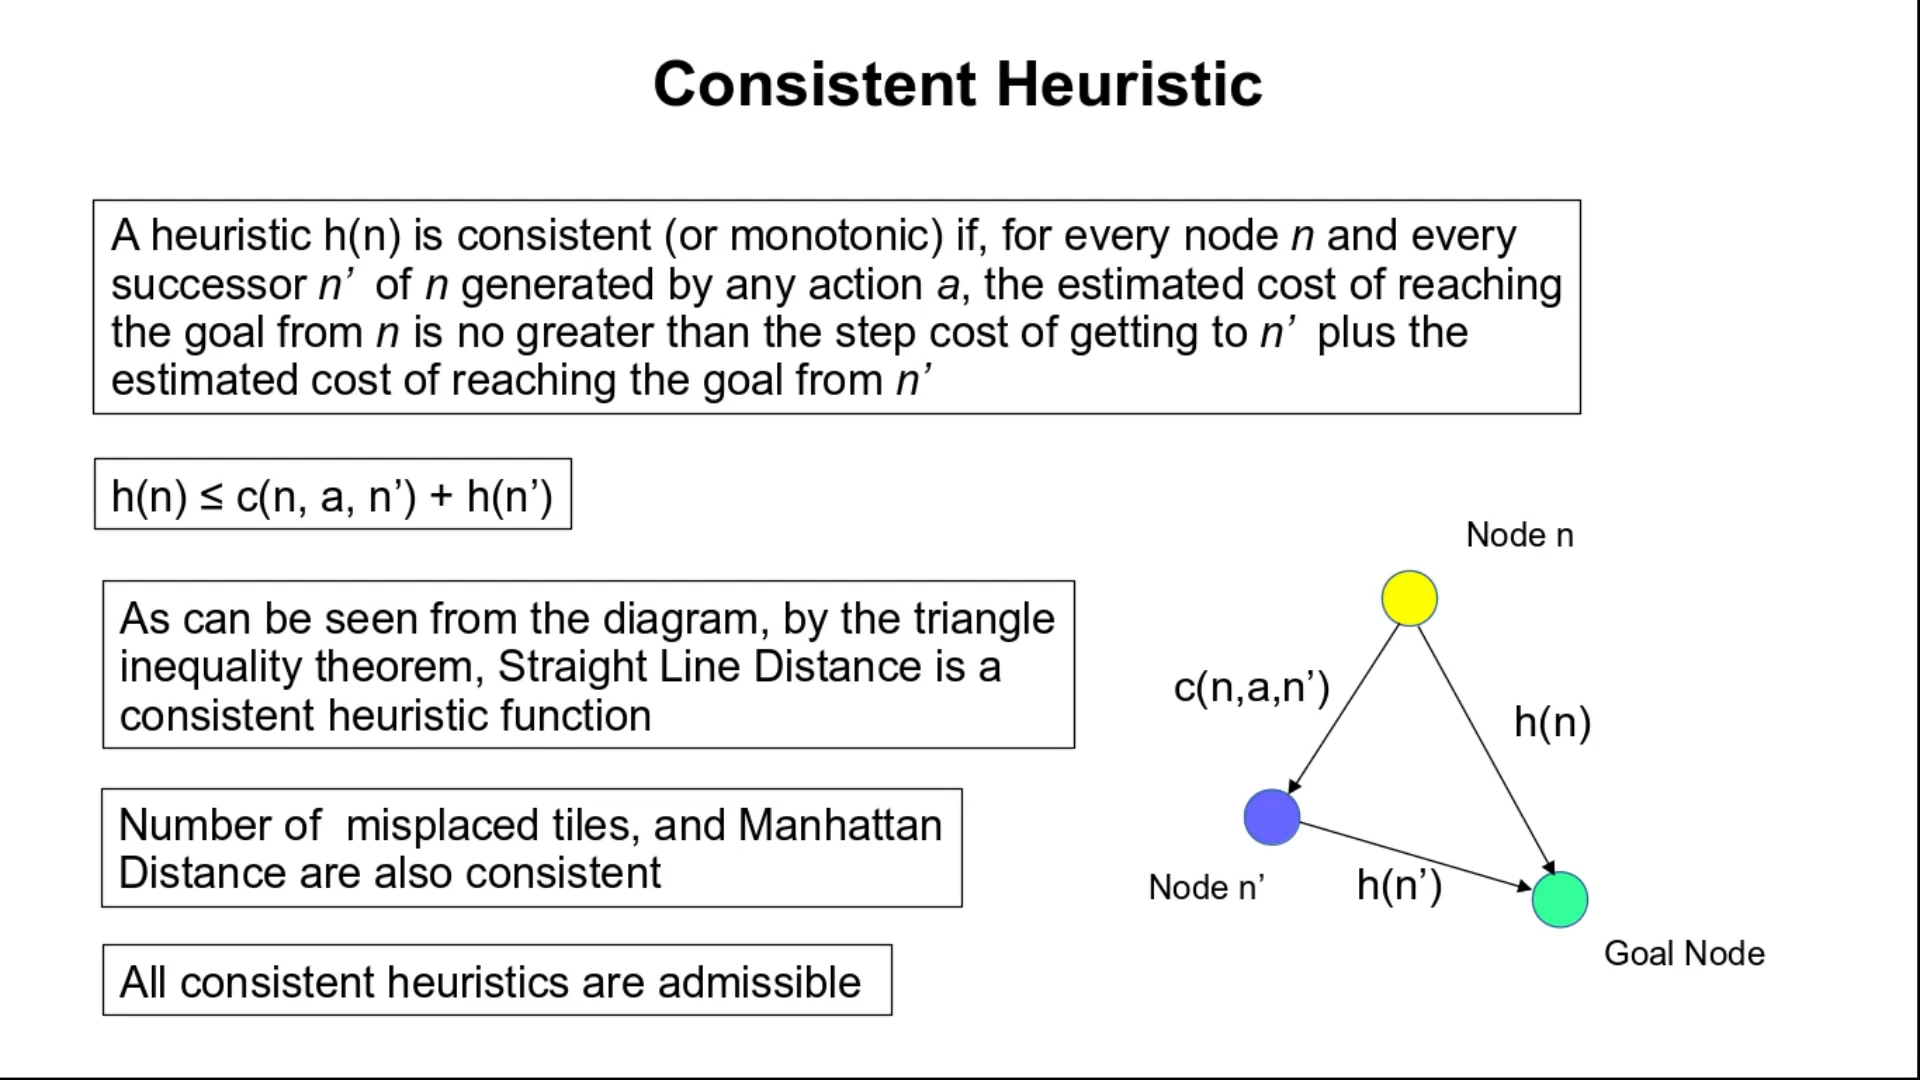 Consistent Heuristic
A heuristic h(n) is consistent (or monotonic) if, for every node n and every
successor n’ of n generated by any action a, the estimated cost of reaching
the goal from n is no greater than the step cost of getting to n’ plus the
estimated cost of reaching the goal from n’
h(n) ≤ c(n, a, n’) + h(n’)
As can be seen from the diagram, by the triangle
inequality theorem, Straight Line Distance is a
consistent heuristic function
Number of misplaced tiles, and Manhattan
Distance are also consistent
All consistent heuristics are admissible
Node n
c(n,a,n’)
h(n)
Node n’
h(n’)
Goal Node